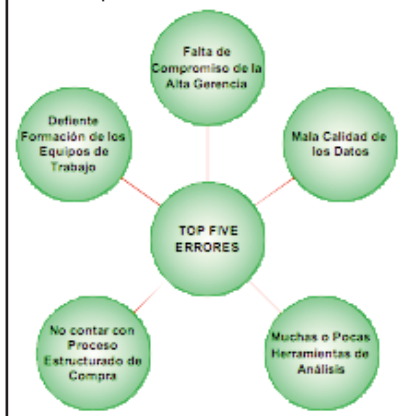 Falta de
Compromiso de la
Alta Gerencia
Defiente
Formación de los
Equipos de
Trabajo
Mala Calidad de
los Datos
TOP FIVE
ERRORES
No contar con
Proceso
Estructurado de
Compra
Muchas o Pocas
Herramientas de
Análisis